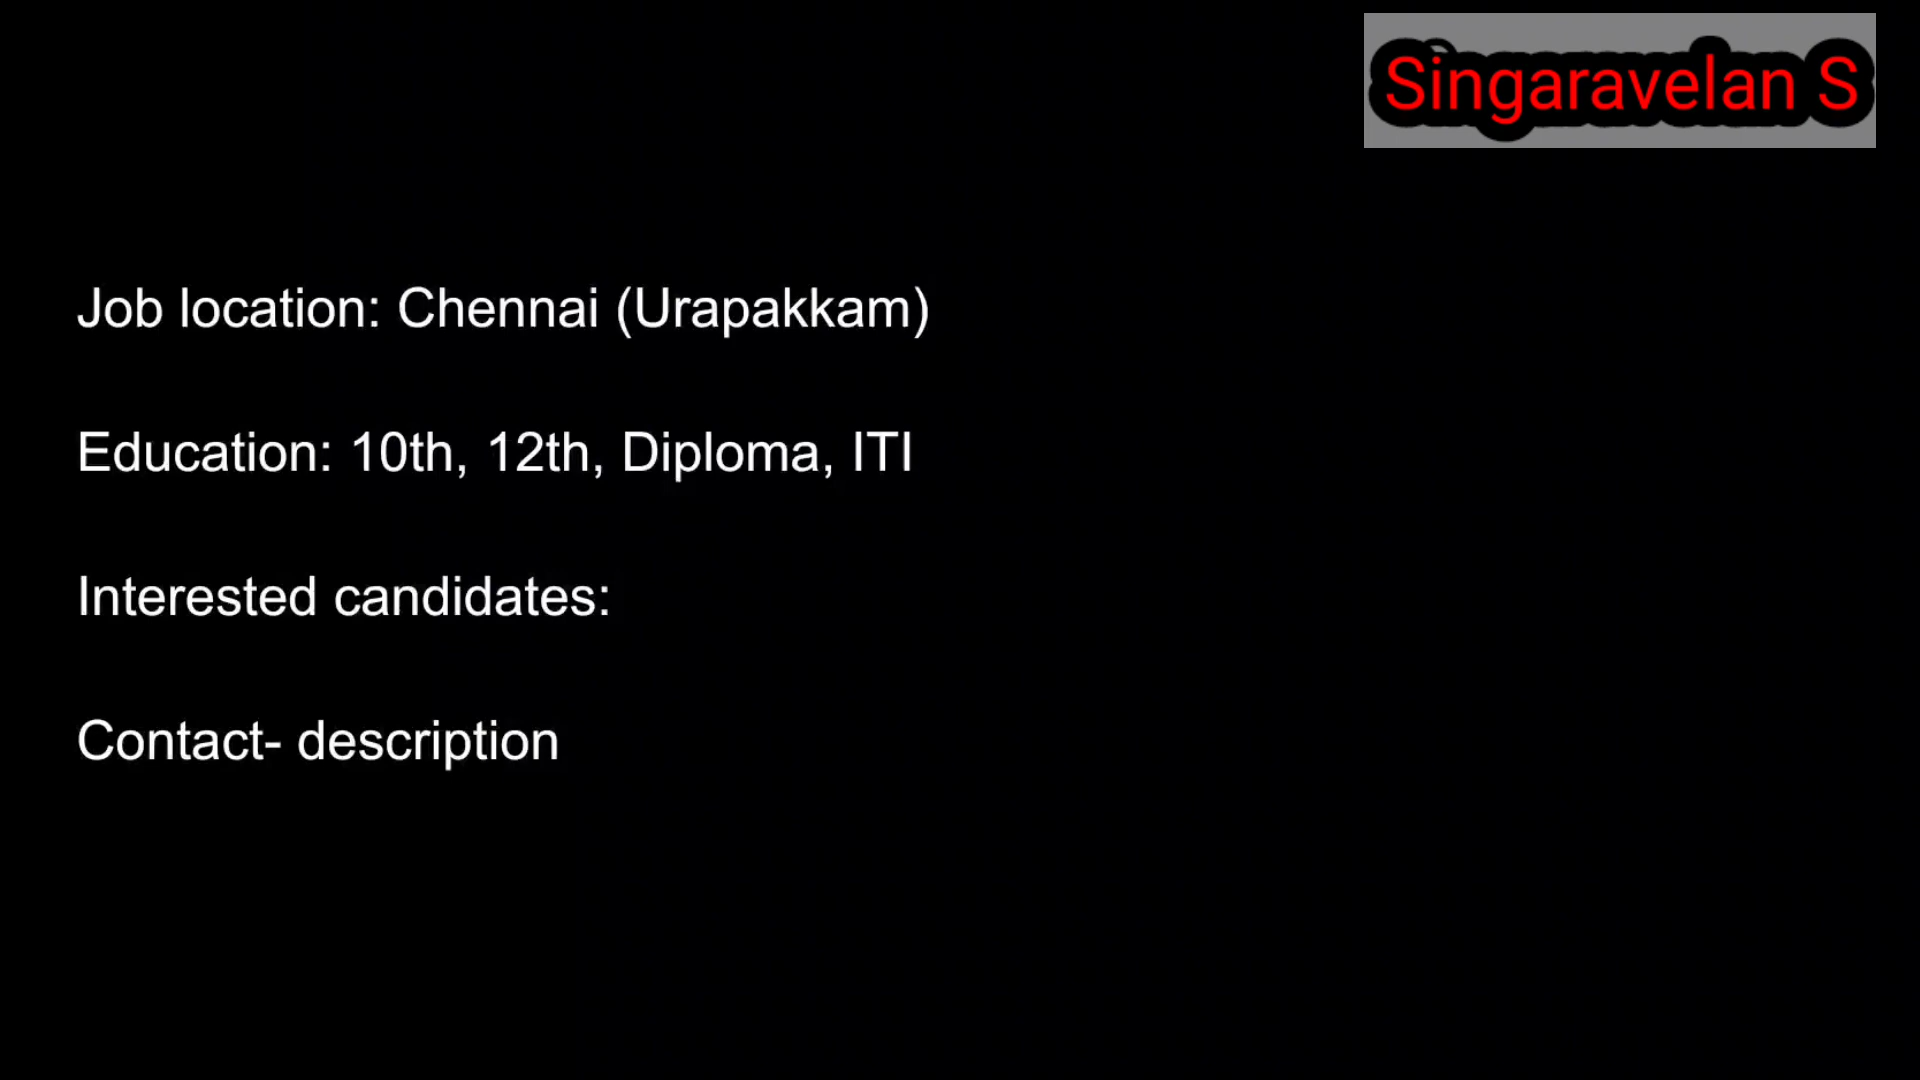 Singaravelan S
Job location: Chennai (Urapakkam)
Education: 10th, 12th, Diploma, ITI
Interested candidates:
Contact- description